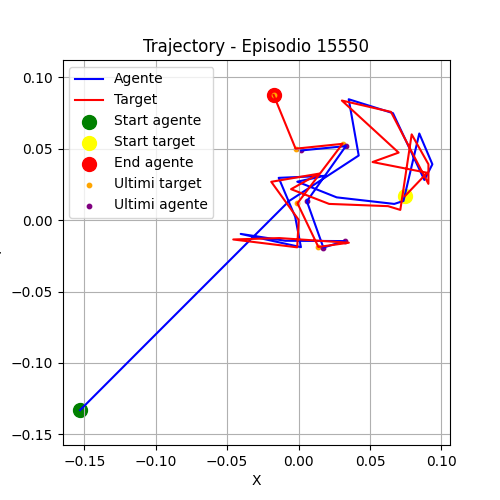 Trajectory - Episodio 15550
Agente
Target
Start agente
Start target
End agente
Ultimi target
Ultimi agente
0.10
0.05
0.00
−0.05
−0.10
−0.15
−0.15 −0.10 −0.05 0.00 0.05 0.10
X